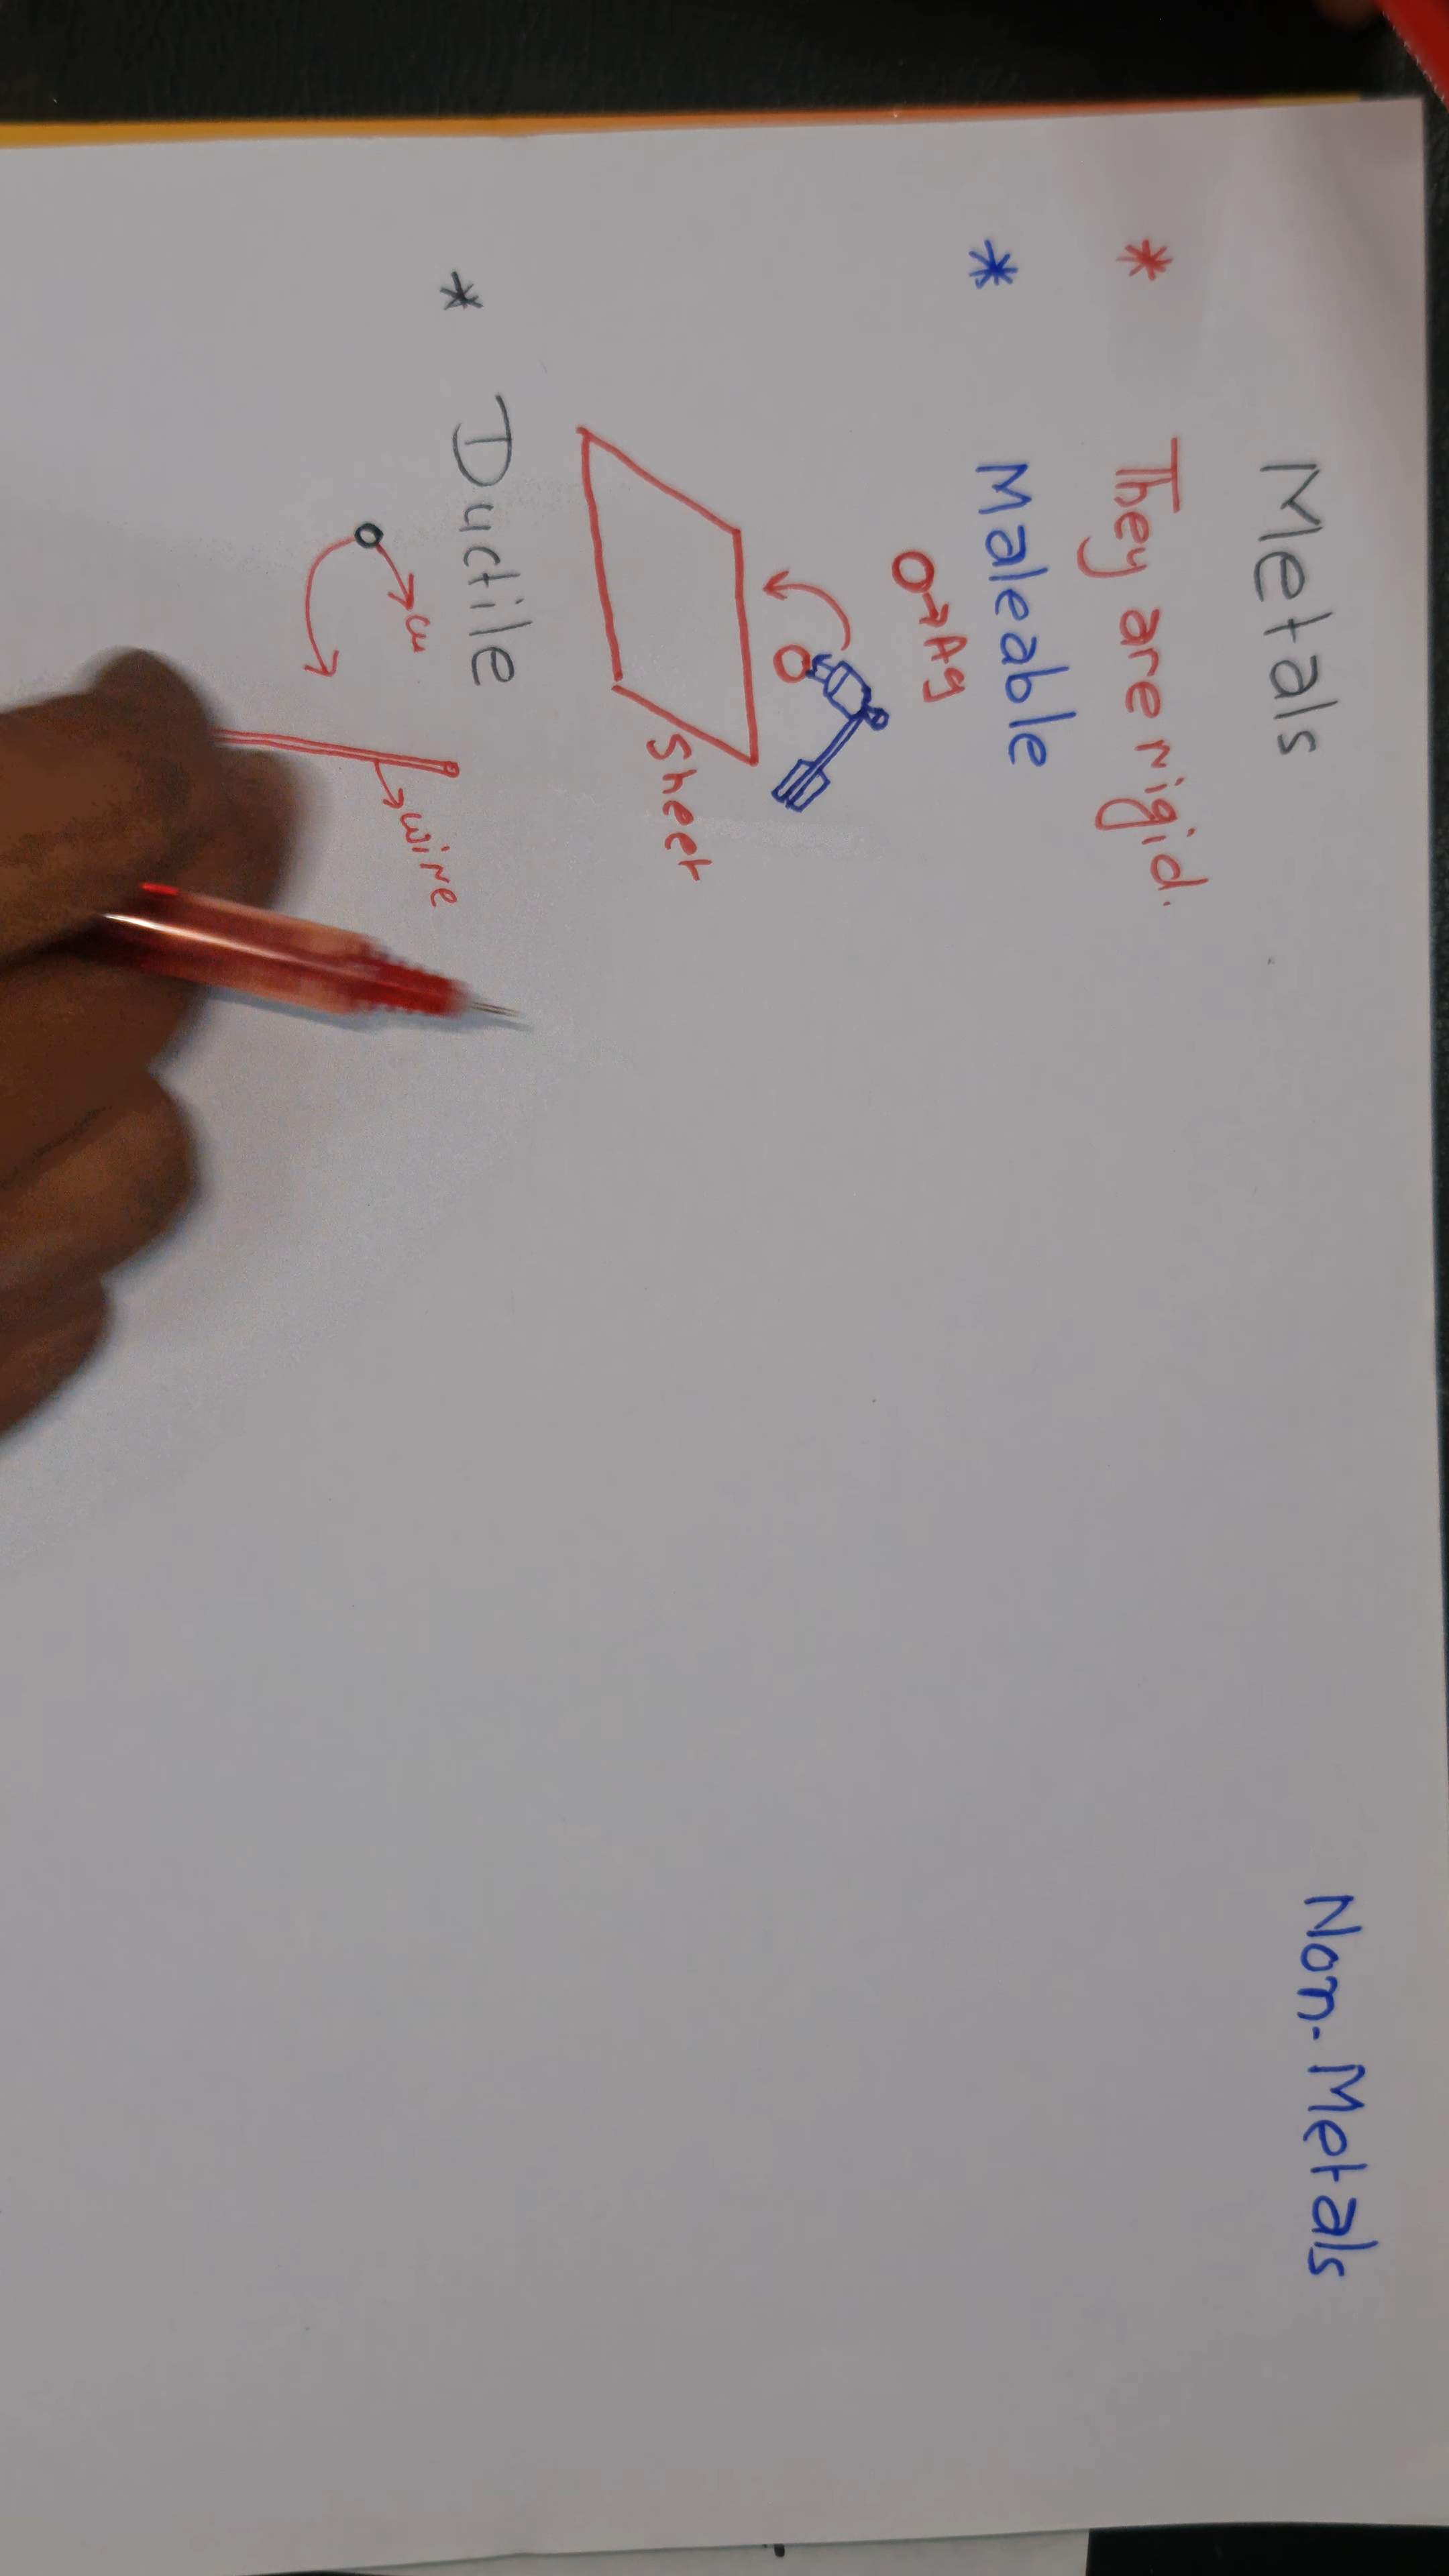 Metals Non-Metals
* They are rigid.
* Maleable
Ag
Sheet
* Ductile
Cu
wire